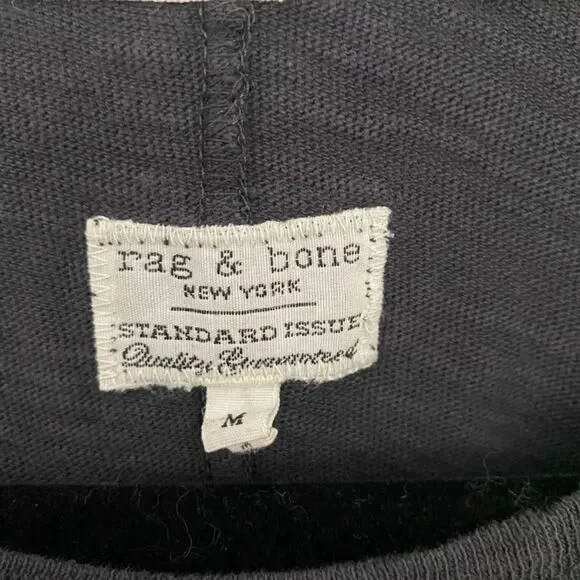 rag & bone
NEW YORK
STANDARD ISSUE
Quality Guaranteed
M